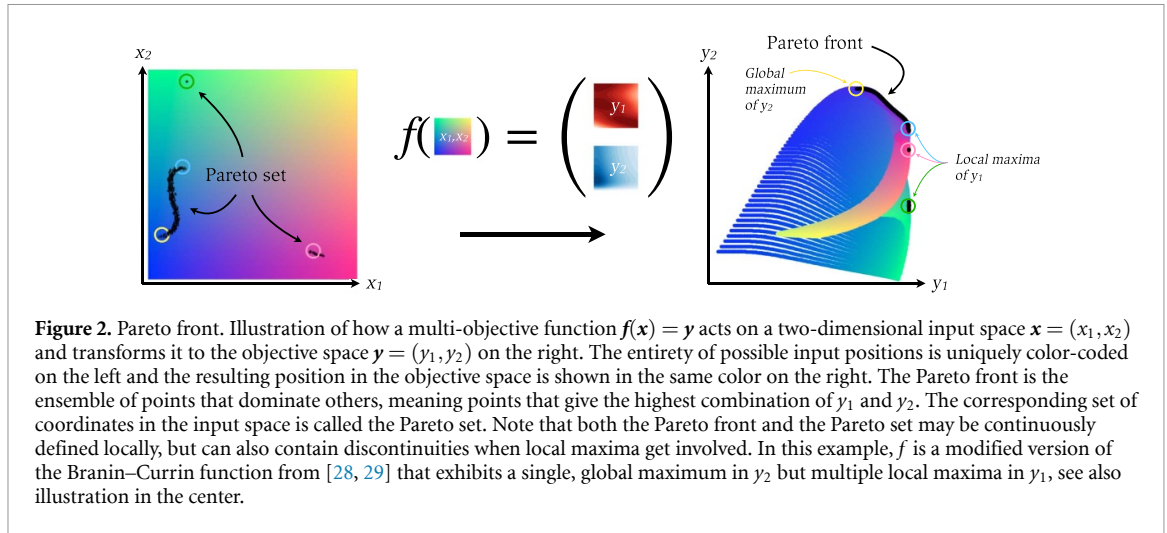 x2
Pareto set
x1
f( x1,x2 ) = ( y1
y2 )
y2
Pareto front
Global
maximum
of y2
Local maxima
of y1
y1
Figure 2. Pareto front. Illustration of how a multi-objective function f(x) = y acts on a two-dimensional input space x = (x1, x2)
and transforms it to the objective space y = (y1, y2) on the right. The entirety of possible input positions is uniquely color-coded
on the left and the resulting position in the objective space is shown in the same color on the right. The Pareto front is the
ensemble of points that dominate others, meaning points that give the highest combination of y1 and y2. The corresponding set of
coordinates in the input space is called the Pareto set. Note that both the Pareto front and the Pareto set may be continuously
defined locally, but can also contain discontinuities when local maxima get involved. In this example, f is a modified version of
the Branin–Currin function from [28, 29] that exhibits a single, global maximum in y2 but multiple local maxima in y1, see also
illustration in the center.